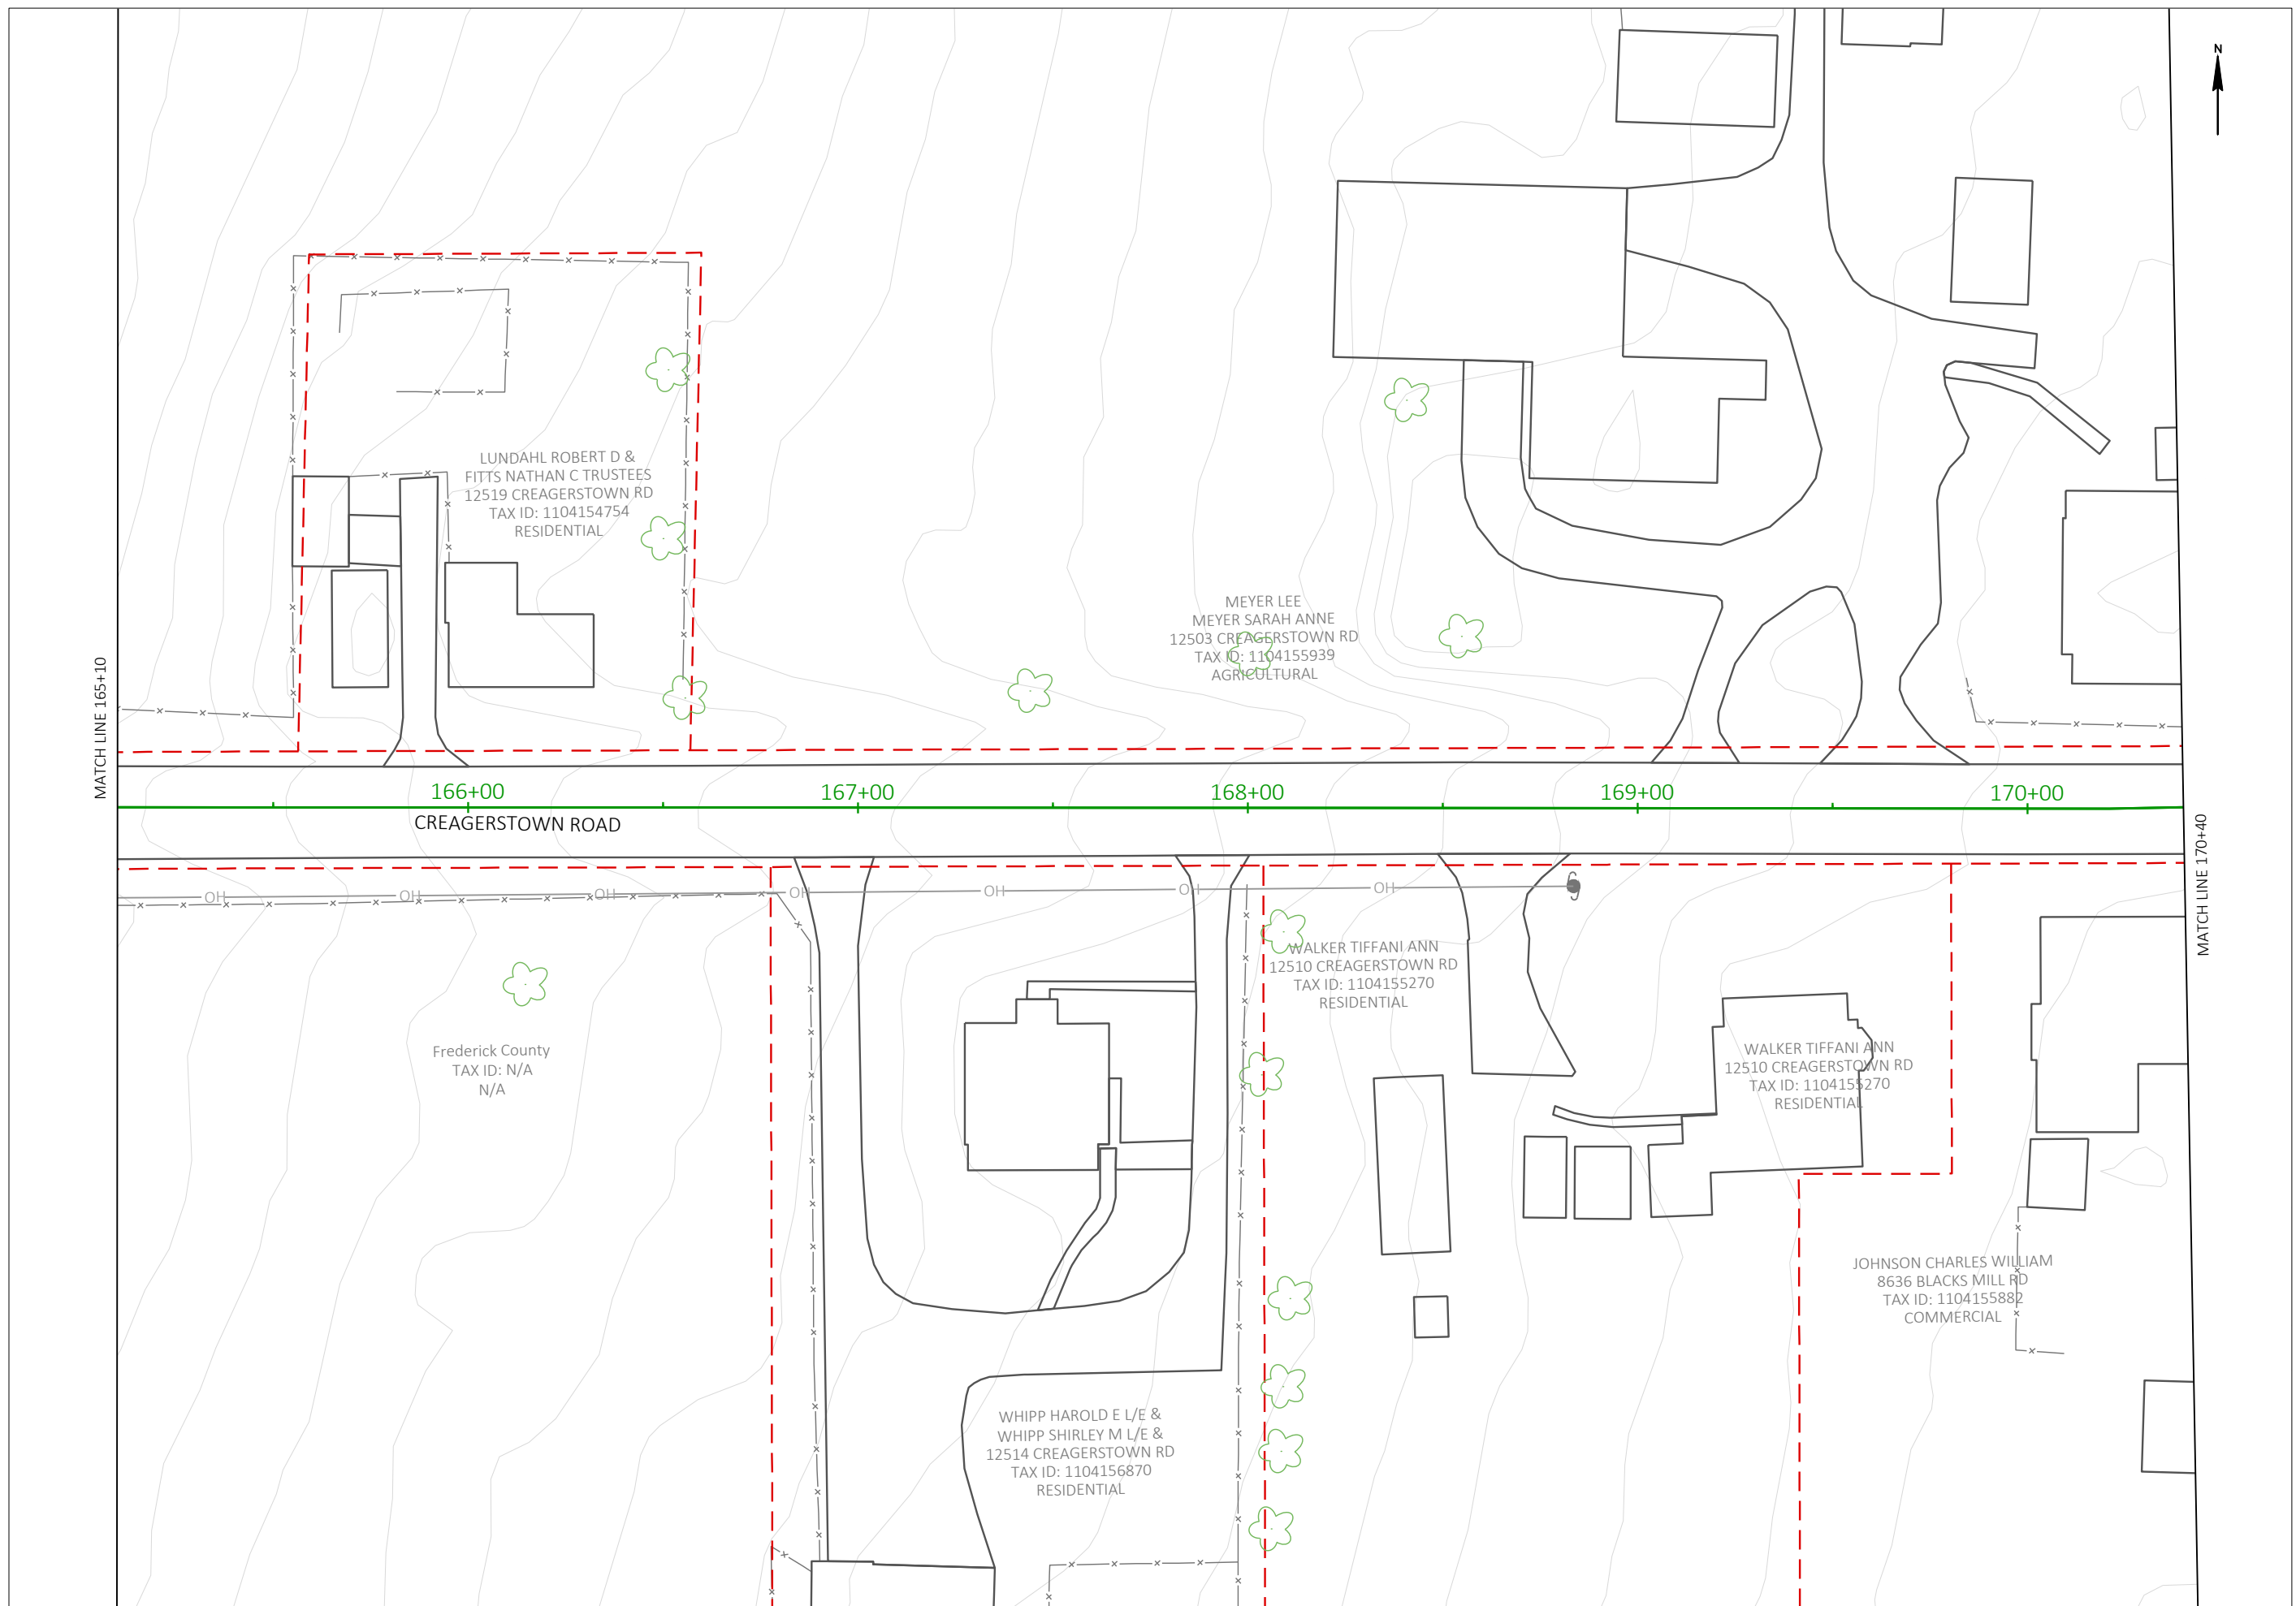 N
LUNDAHL ROBERT D &
FITTS NATHAN C TRUSTEES
12519 CREAGERSTOWN RD
TAX ID: 1104154754
RESIDENTIAL
MEYER LEE
MEYER SARAH ANNE
12503 CREAGERSTOWN RD
TAX ID: 1104155939
AGRICULTURAL
MATCH LINE 165+10
166+00
167+00
168+00
169+00
170+00
CREAGERSTOWN ROAD
MATCH LINE 170+40
OH
OH
OH
OH
OH
OH
OH
WALKER TIFFANI ANN
12510 CREAGERSTOWN RD
TAX ID: 1104155270
RESIDENTIAL
Frederick County
TAX ID: N/A
N/A
WALKER TIFFANI ANN
12510 CREAGERSTOWN RD
TAX ID: 1104155270
RESIDENTIAL
JOHNSON CHARLES WILLIAM
8636 BLACKS MILL RD
TAX ID: 1104155882
COMMERCIAL
WHIPP HAROLD E L/E &
WHIPP SHIRLEY M L/E &
12514 CREAGERSTOWN RD
TAX ID: 1104156870
RESIDENTIAL